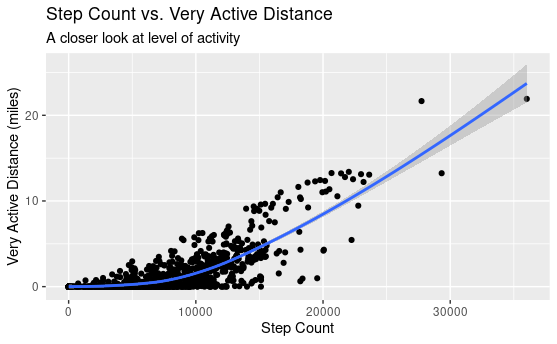 Step Count vs. Very Active Distance
A closer look at level of activity
Very Active Distance (miles)
20
10
0
0 10000 20000 30000
Step Count